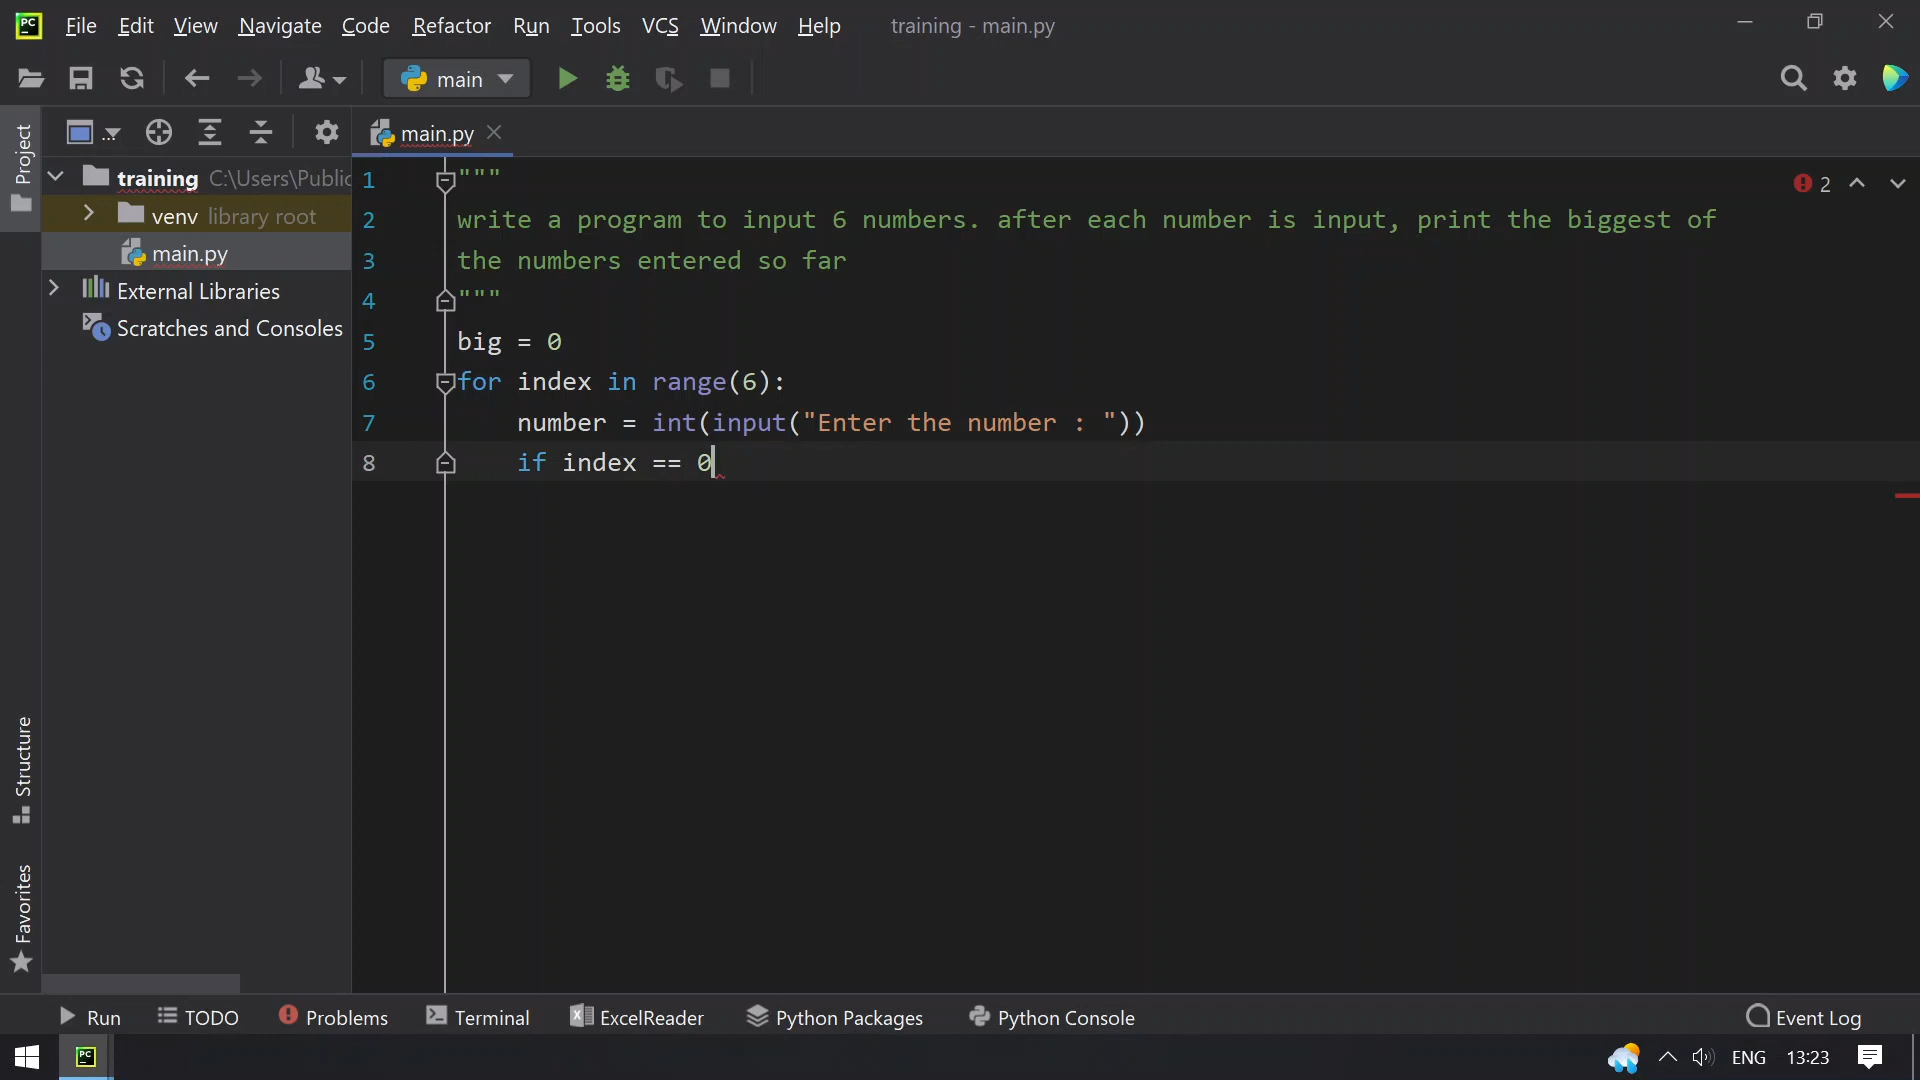 PC File Edit View Navigate Code Refactor Run Tools VCS Window Help training - main.py
main
... main.py
Project
training C:\Users\Public
venv library root
main.py
External Libraries
Scratches and Consoles
Structure
Favorites
1 """
2 write a program to input 6 numbers. after each number is input, print the biggest of
3 the numbers entered so far
4 """
5 big = 0
6 for index in range(6):
7 number = int(input("Enter the number : "))
8 if index == 0
2
Run TODO Problems Terminal ExcelReader Python Packages Python Console Event Log
PC ENG 13:23